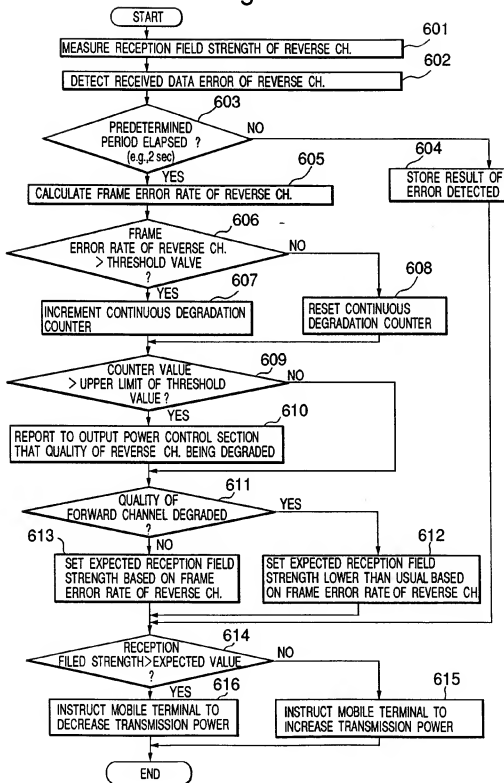 START
601
MEASURE RECEPTION FIELD STRENGTH OF REVERSE CH.
602
DETECT RECEIVED DATA ERROR OF REVERSE CH.
603
PREDETERMINED
PERIOD ELAPSED ?
(e.g.,2 sec)
NO
YES
604
STORE RESULT OF
ERROR DETECTED
605
CALCULATE FRAME ERROR RATE OF REVERSE CH.
606
FRAME
ERROR RATE OF REVERSE CH.
> THRESHOLD VALVE
?
NO
YES
607
INCREMENT CONTINUOUS DEGRADATION
COUNTER
608
RESET CONTINUOUS
DEGRADATION COUNTER
609
COUNTER VALUE
>UPPER LIMIT OF THRESHOLD
VALUE ?
NO
YES
610
REPORT TO OUTPUT POWER CONTROL SECTION
THAT QUALITY OF REVERSE CH. BEING DEGRADED
611
QUALITY OF
FORWARD CHANNEL DEGRADED
?
YES
NO
613
SET EXPECTED RECEPTION FIELD
STRENGTH BASED ON FRAME
ERROR RATE OF REVERSE CH.
612
SET EXPECTED RECEPTION FIELD
STRENGTH LOWER THAN USUAL BASED
ON FRAME ERROR RATE OF REVERSE CH.
614
RECEPTION
FILED STRENGTH>EXPECTED VALUE
?
NO
YES
616
INSTRUCT MOBILE TERMINAL TO
DECREASE TRANSMISSION POWER
615
INSTRUCT MOBILE TERMINAL TO
INCREASE TRANSMISSION POWER
END